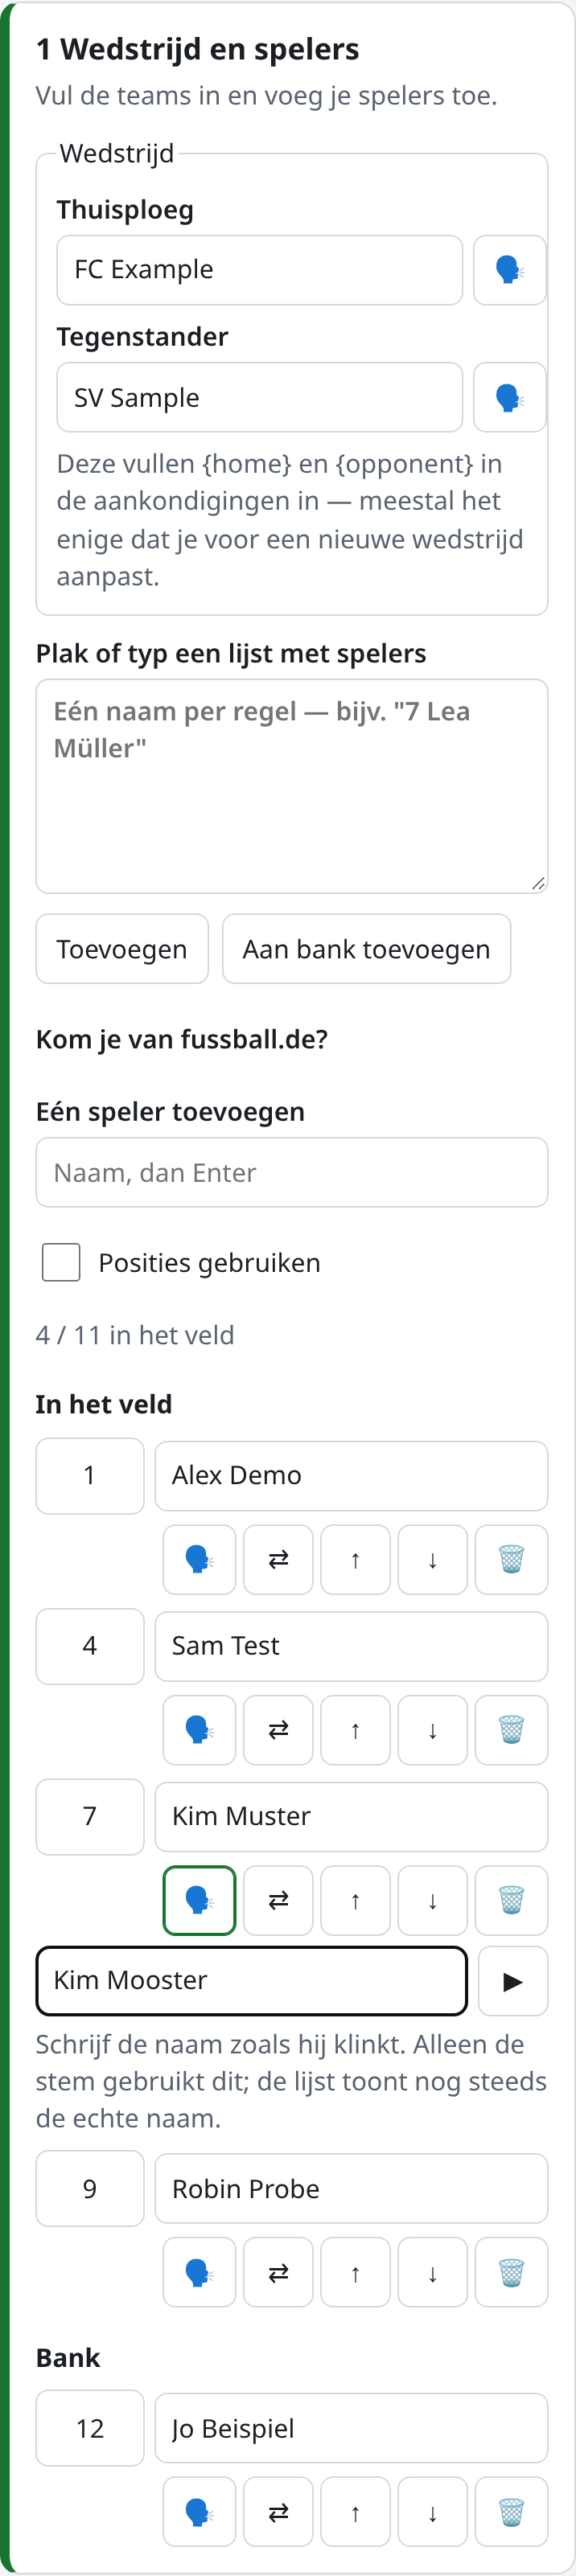 1 Wedstrijd en spelers
Vul de teams in en voeg je spelers toe.
Wedstrijd
Thuisploeg
FC Example
Tegenstander
SV Sample
Deze vullen {home} en {opponent} in
de aankondigingen in — meestal het
enige dat je voor een nieuwe wedstrijd
aanpast.
Plak of typ een lijst met spelers
Eén naam per regel — bijv. "7 Lea
Müller"
Toevoegen
Aan bank toevoegen
Kom je van fussball.de?
Eén speler toevoegen
Naam, dan Enter
Posities gebruiken
4 / 11 in het veld
In het veld
1 Alex Demo
4 Sam Test
7 Kim Muster
Kim Mooster
Schrijf de naam zoals hij klinkt. Alleen de
stem gebruikt dit; de lijst toont nog steeds
de echte naam.
9 Robin Probe
Bank
12 Jo Beispiel